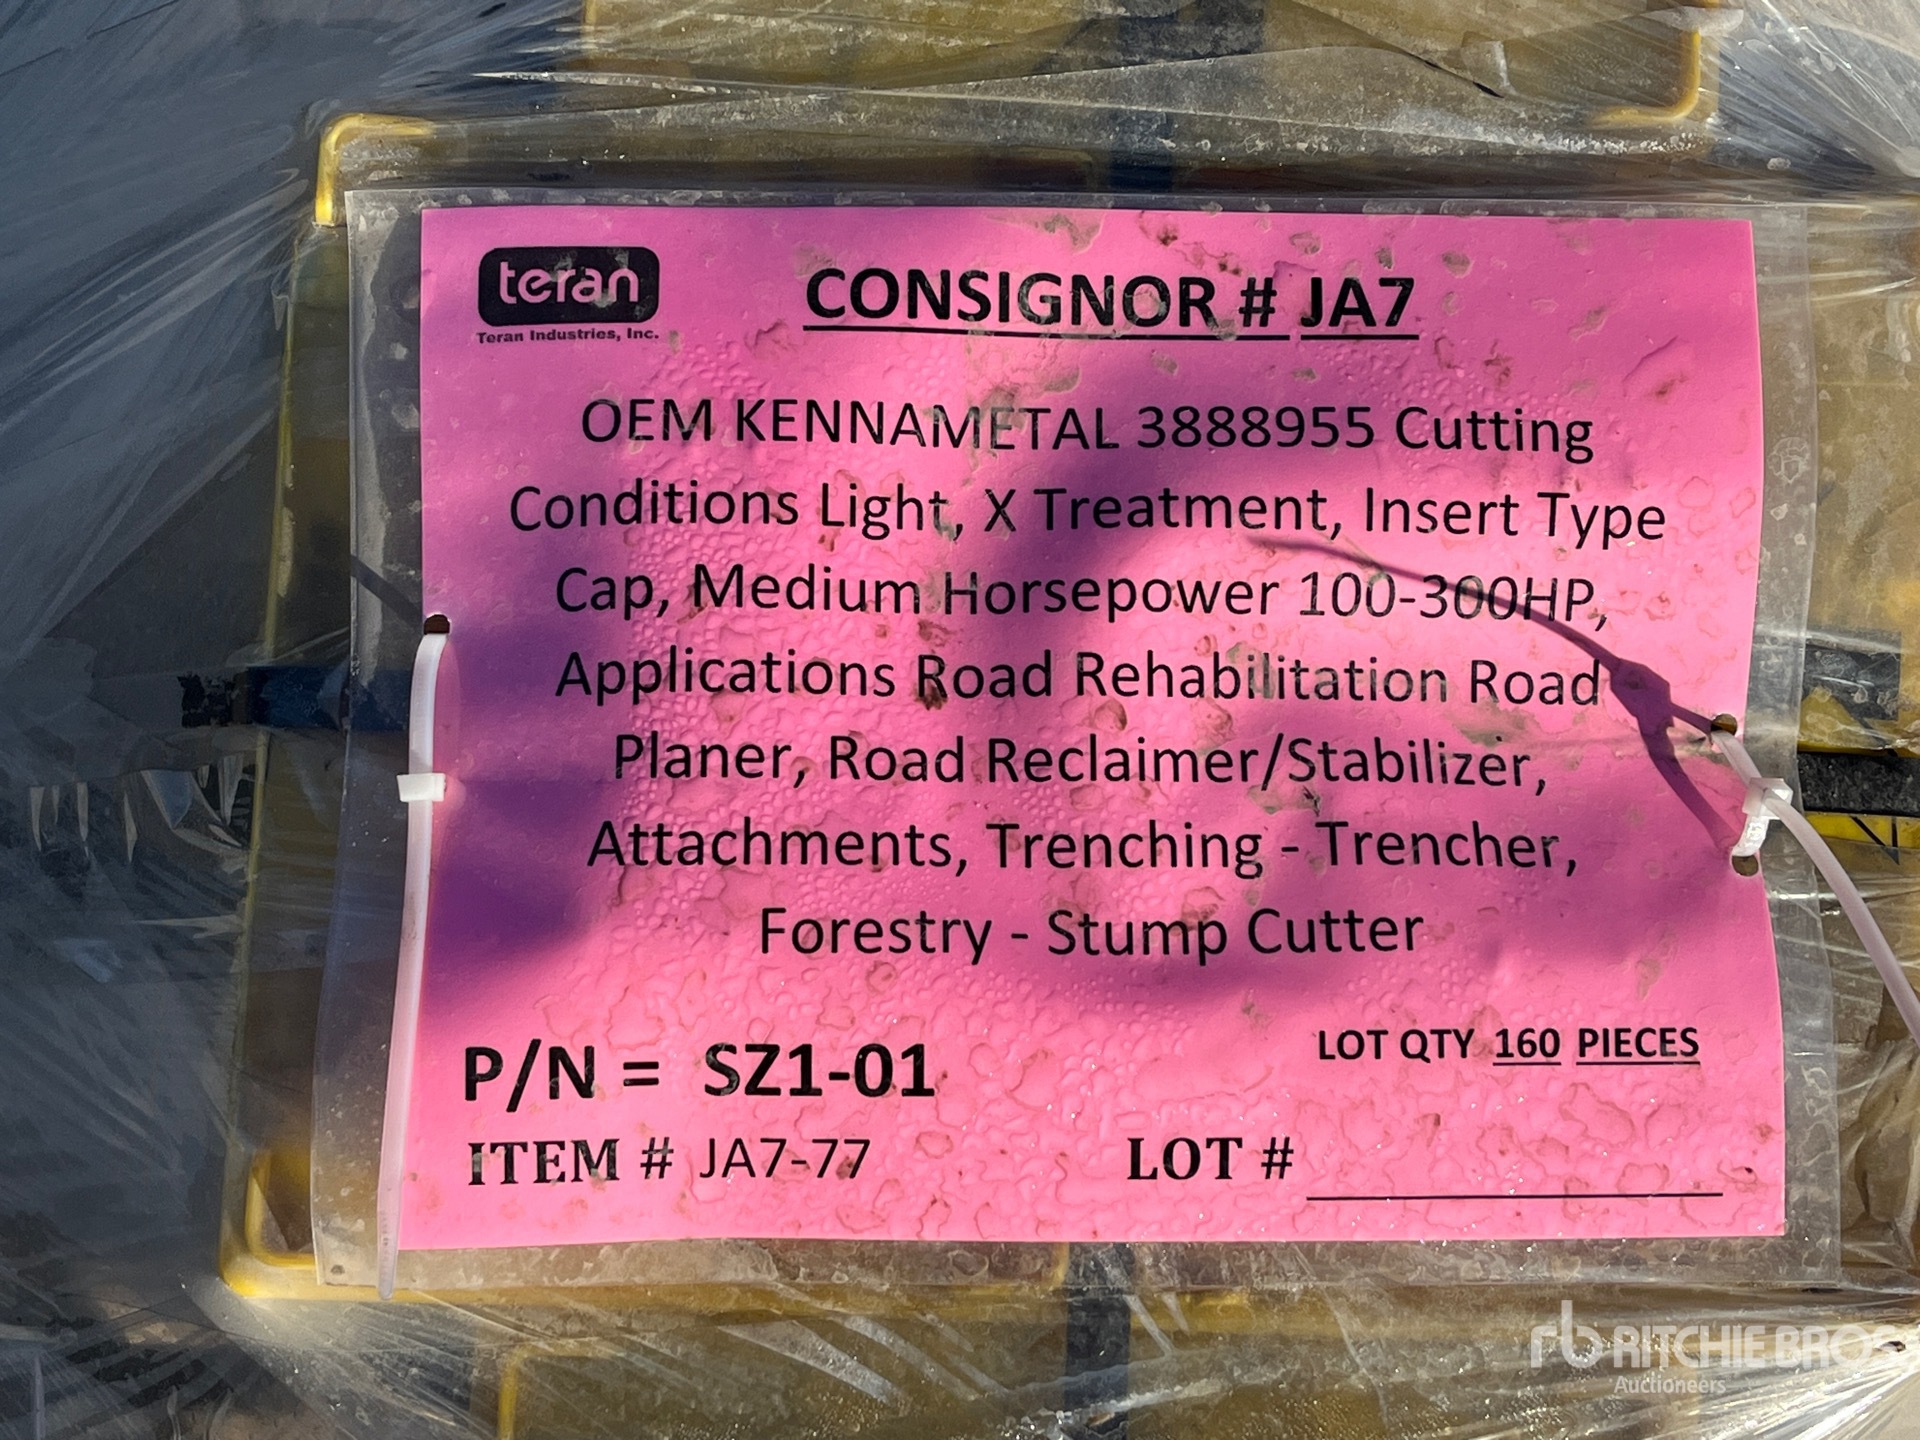 teran
Teran Industries, Inc.
CONSIGNOR # JA7
OEM KENNAMETAL 3888955 Cutting
Conditions Light, X Treatment, Insert Type
Cap, Medium Horsepower 100-300HP,
Applications Road Rehabilitation Road
Planer, Road Reclaimer/Stabilizer,
Attachments, Trenching - Trencher,
Forestry - Stump Cutter
LOT QTY 160 PIECES
P/N = SZ1-01
ITEM # JA7-77
LOT #
rb RITCHIE BROS
Auctioneers